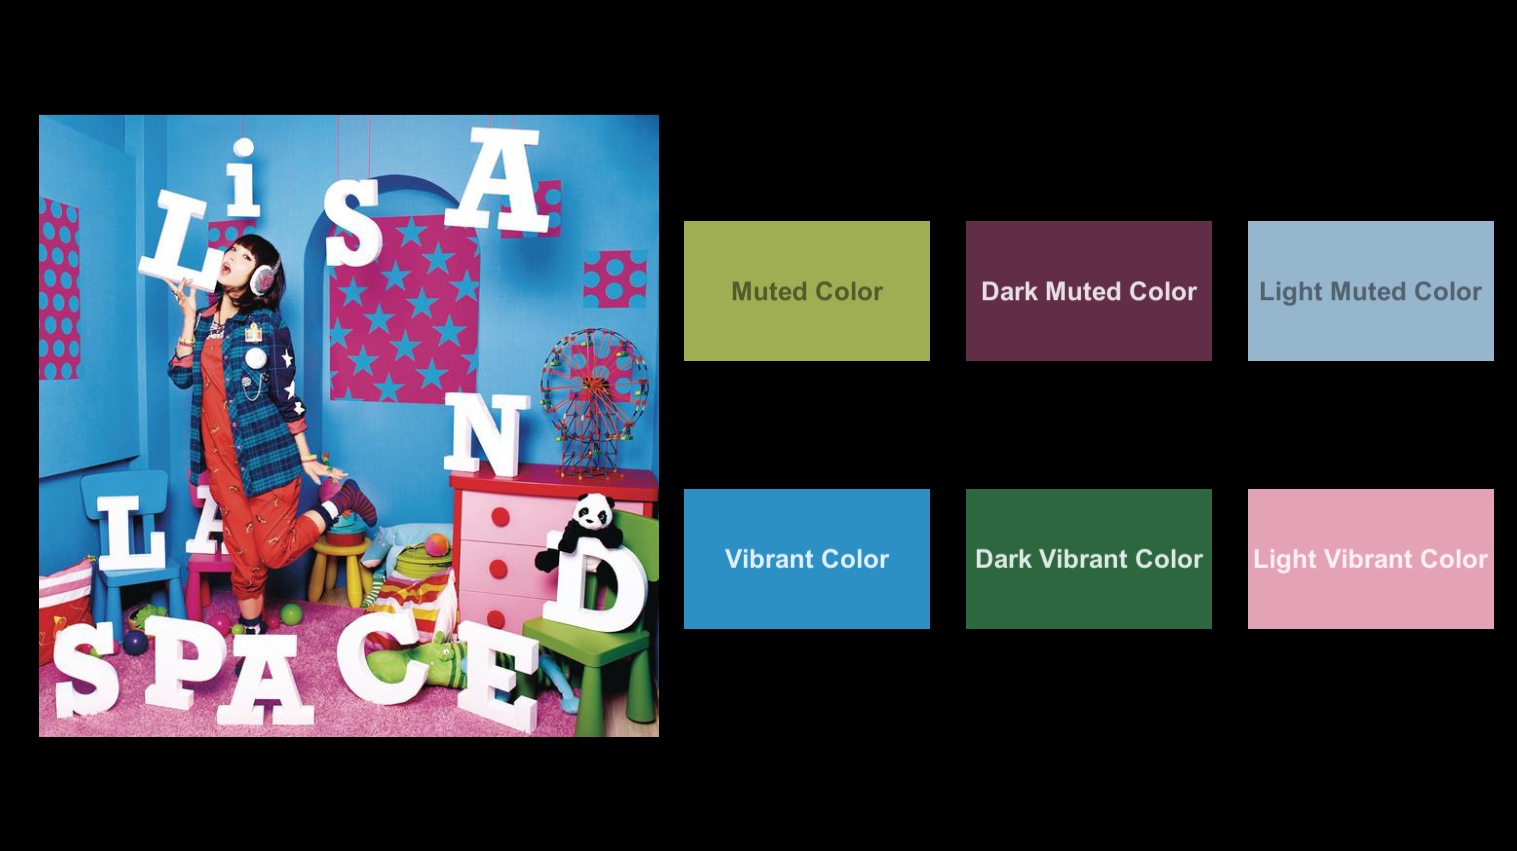 LiSA
LAND
SPACE
Muted Color
Dark Muted Color
Light Muted Color
Vibrant Color
Dark Vibrant Color
Light Vibrant Color